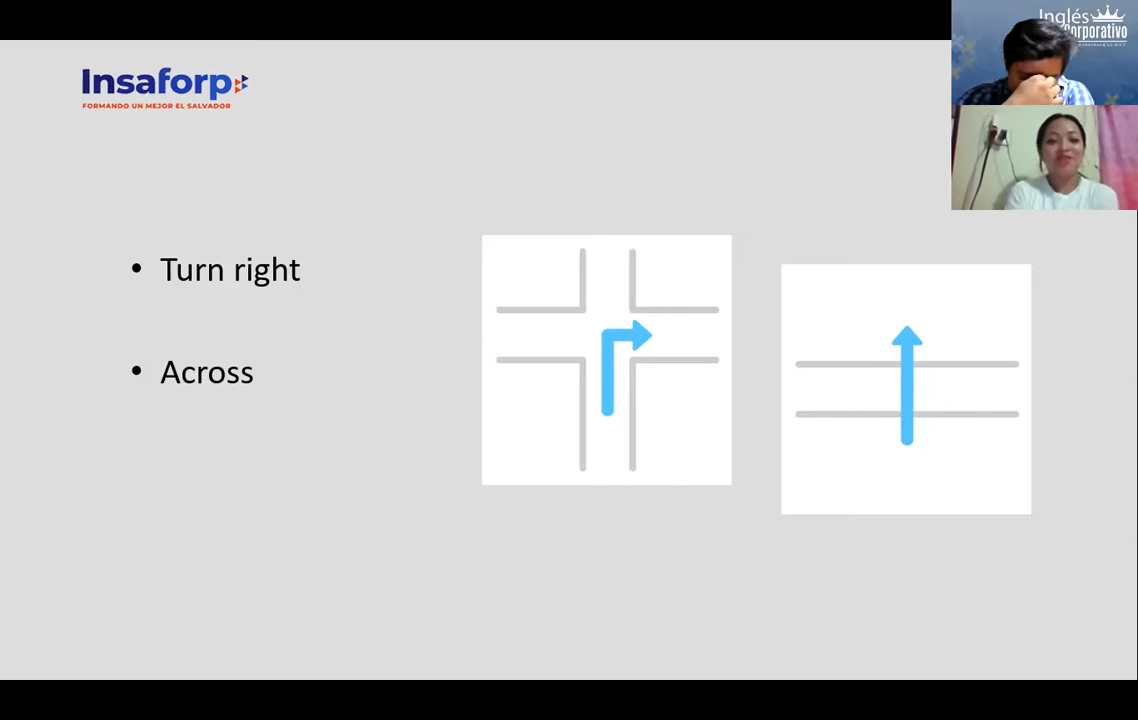 Inglés
Corporativo
Insaforp
FORMANDO UN MEJOR EL SALVADOR
• Turn right
• Across